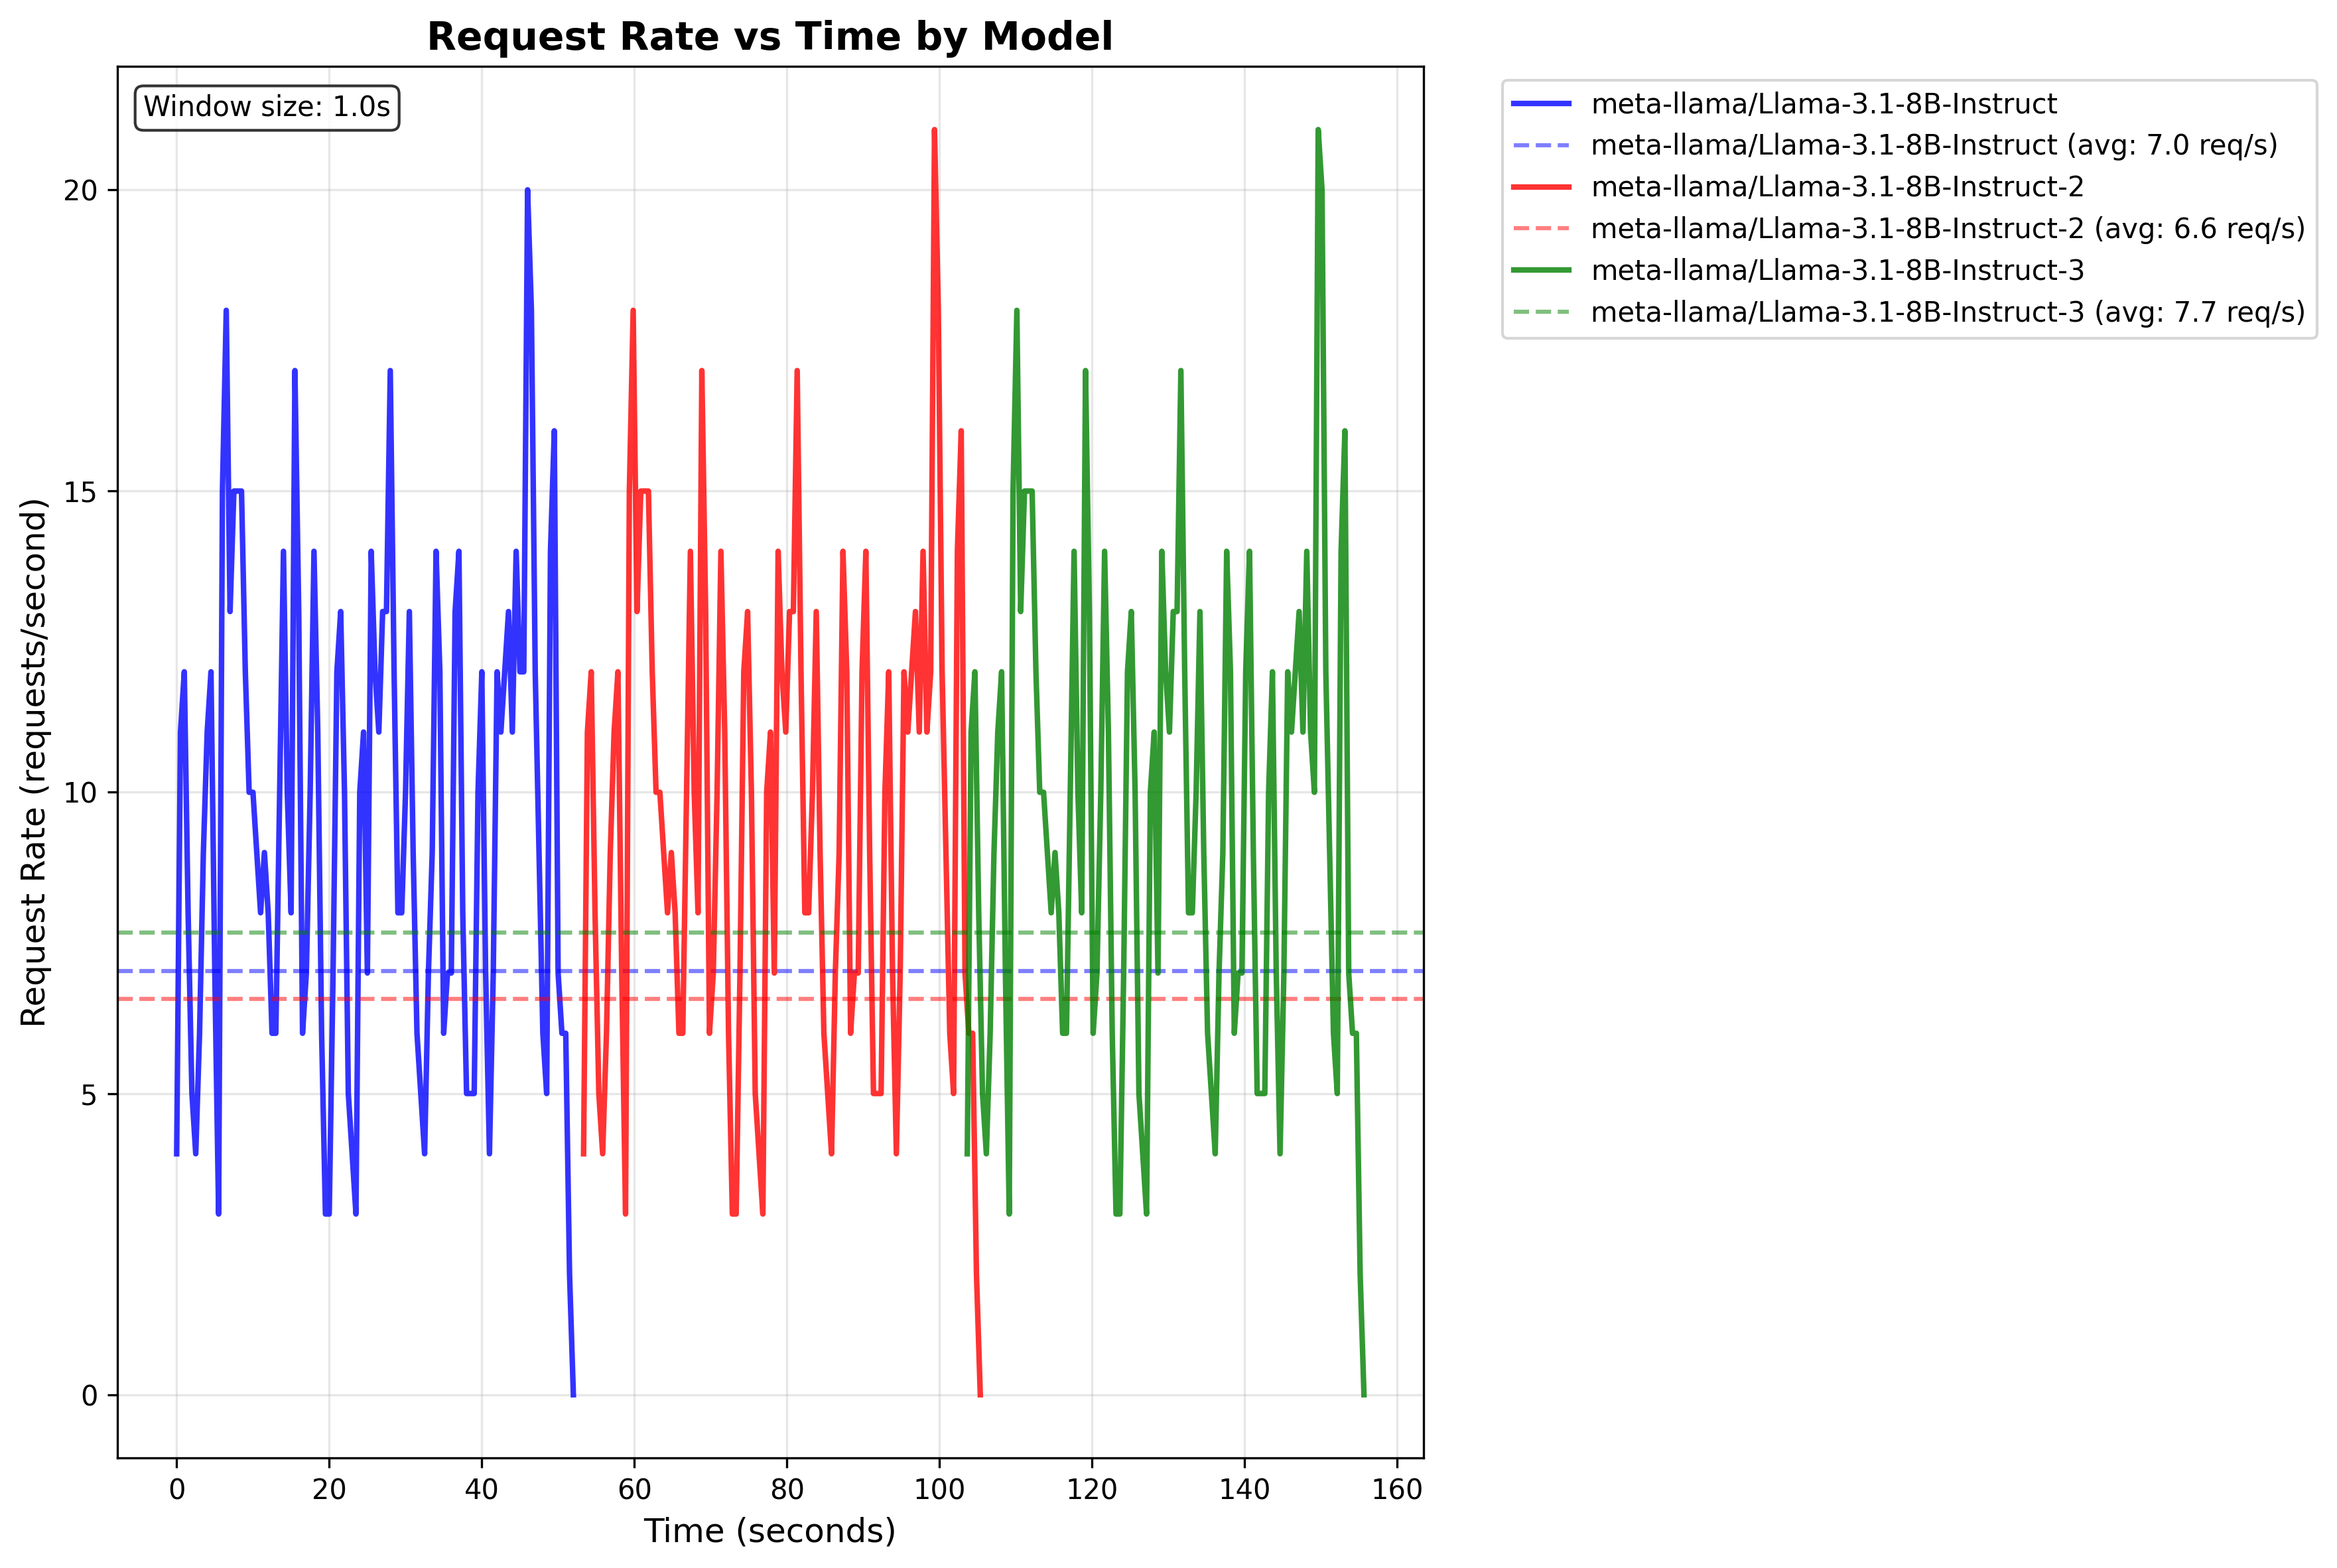 Request Rate vs Time by Model
Window size: 1.0s
meta-llama/Llama-3.1-8B-Instruct
meta-llama/Llama-3.1-8B-Instruct (avg: 7.0 req/s)
meta-llama/Llama-3.1-8B-Instruct-2
meta-llama/Llama-3.1-8B-Instruct-2 (avg: 6.6 req/s)
meta-llama/Llama-3.1-8B-Instruct-3
meta-llama/Llama-3.1-8B-Instruct-3 (avg: 7.7 req/s)
Request Rate (requests/second)
20
15
10
5
0
0 20 40 60 80 100 120 140 160
Time (seconds)